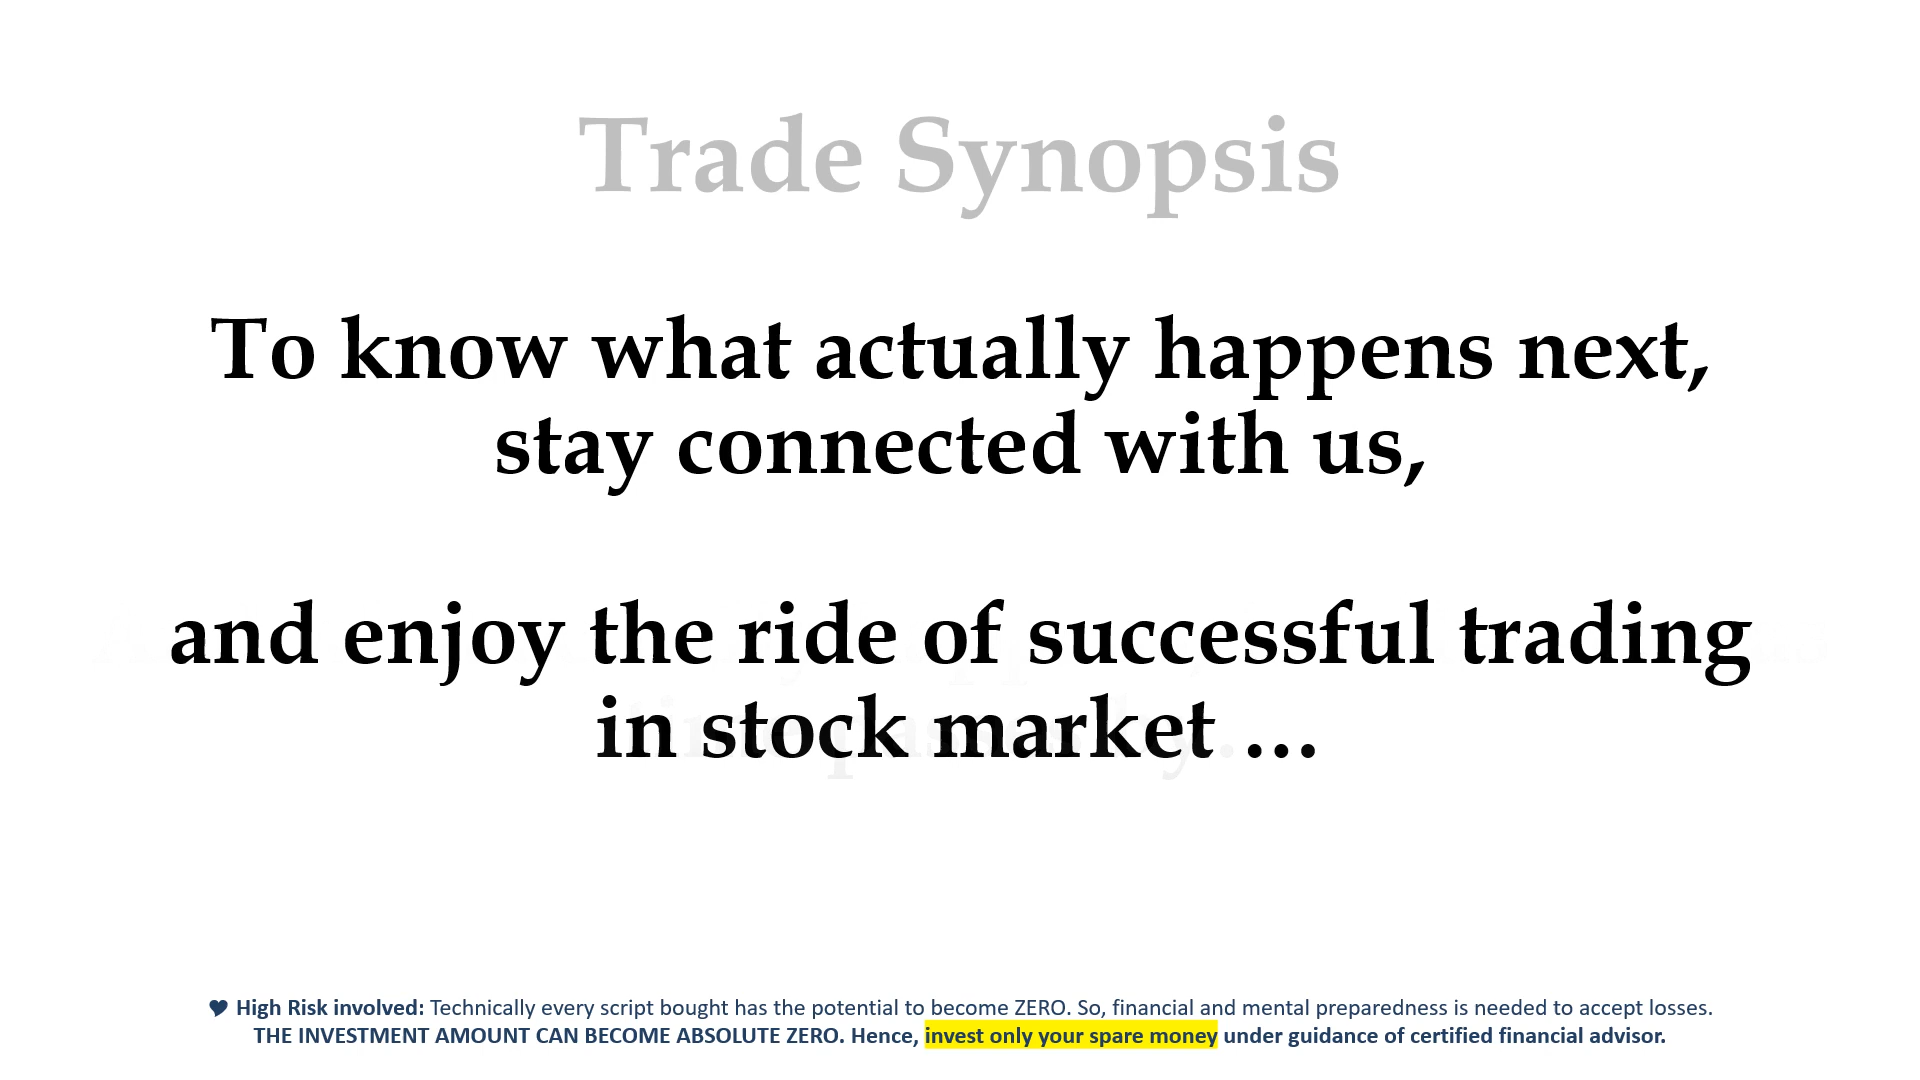 Trade Synopsis
To know what actually happens next,
stay connected with us,
and enjoy the ride of successful trading
in stock market …
♥ High Risk involved: Technically every script bought has the potential to become ZERO. So, financial and mental preparedness is needed to accept losses.
THE INVESTMENT AMOUNT CAN BECOME ABSOLUTE ZERO. Hence, invest only your spare money under guidance of certified financial advisor.